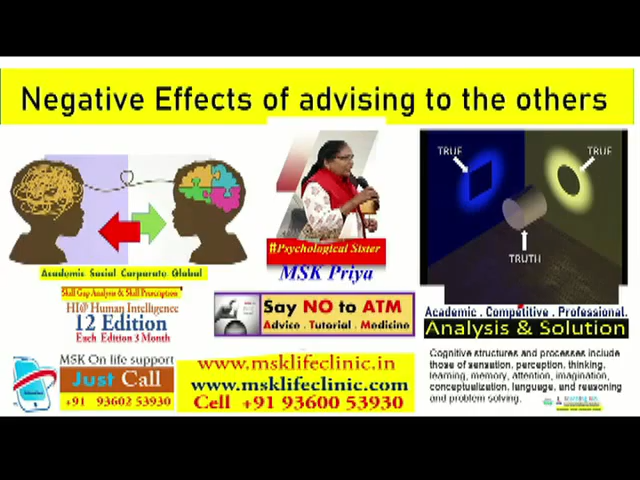 Negative Effects of advising to the others
TRUE
TRUE
TRUTH
#Psychological Sister
MSK Priya
Academic Social Corparate Global
Skill Gap Analysis & Skill Prescription
HI@ Human Intelligence
12 Edition
Each Edition 3 Month
Say NO to ATM
Advice . Tutorial . Medicine
Academic . Competitive . Professional.
Analysis & Solution
MSK On life support
Just Call
+91 93602 53930
www.msklifeclinic.in
www.msklifeclinic.com
Cell +91 93600 53930
Cognitive structures and processes include
those of sensation, perception, thinking,
learning, memory, attention, imagination,
conceptualization, language, and reasoning
and problem solving.